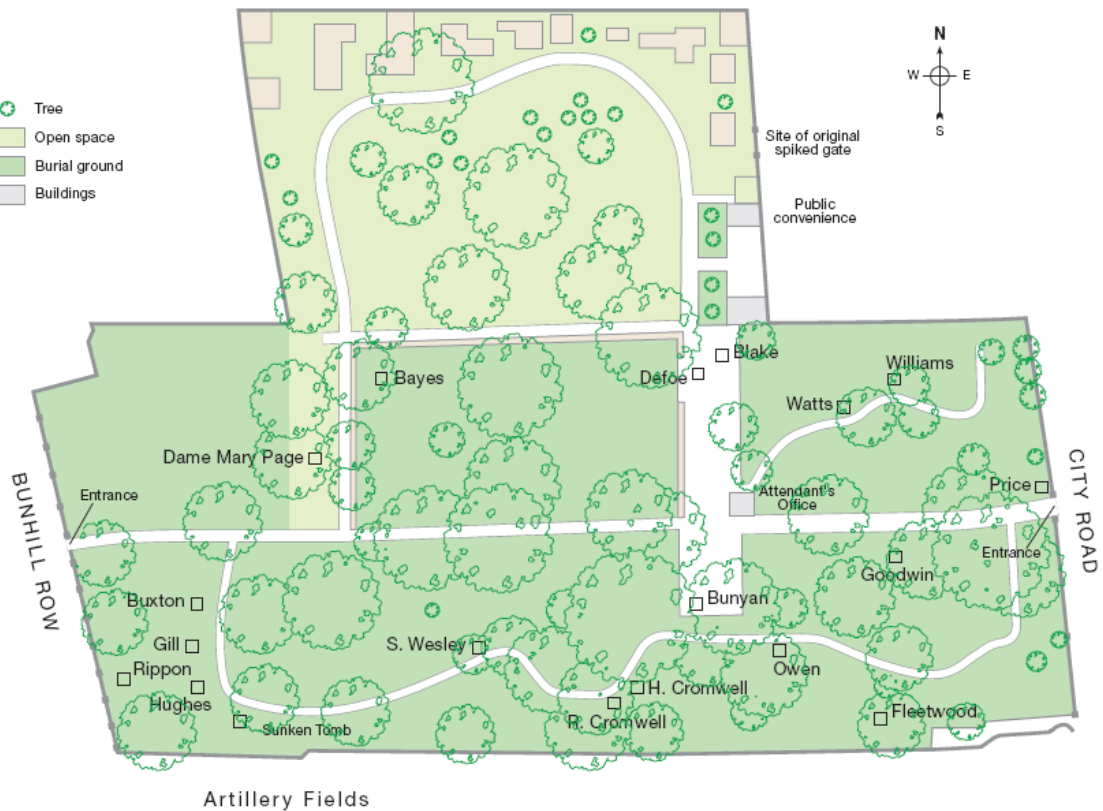 N
W
E
S
Tree
Open space
Burial ground
Buildings
Site of original
spiked gate
Public
convenience
Blake
Defoe
Bayes
Williams
Watts
Dame Mary Page
Price
Attendant's
Office
Entrance
Entrance
BUNHILL ROW
CITY ROAD
Goodwin
Buxton
Bunyan
Gill
S. Wesley
Owen
Rippon
Hughes
H. Cromwell
R. Cromwell
Fleetwood
Sunken Tomb
Artillery Fields